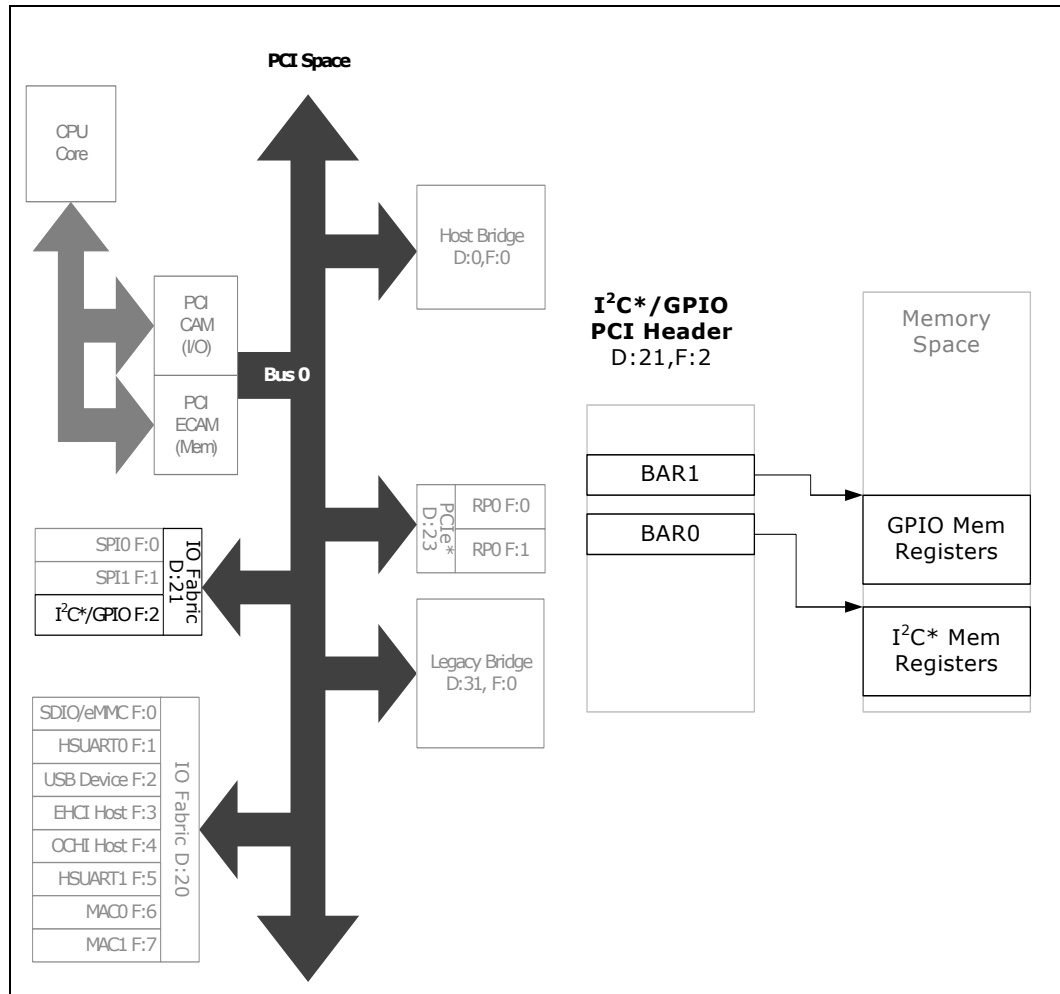 PCI Space
CPU
Core
Host Bridge
D:0,F:0
PCI
CAM
(I/O)
Bus 0
PCI
ECAM
(Mem)
I²C*/GPIO
PCI Header
D:21,F:2
Memory
Space
BAR1
BAR0
GPIO Mem
Registers
I²C* Mem
Registers
PCIe*
D:23
RP0 F:0
RP0 F:1
SPI0 F:0
SPI1 F:1
I²C*/GPIO F:2
IO Fabric
D:21
Legacy Bridge
D:31, F:0
SDIO/eMMC F:0
HSUART0 F:1
USB Device F:2
EHCI Host F:3
OCHI Host F:4
HSUART1 F:5
MAC0 F:6
MAC1 F:7
IO Fabric D:20